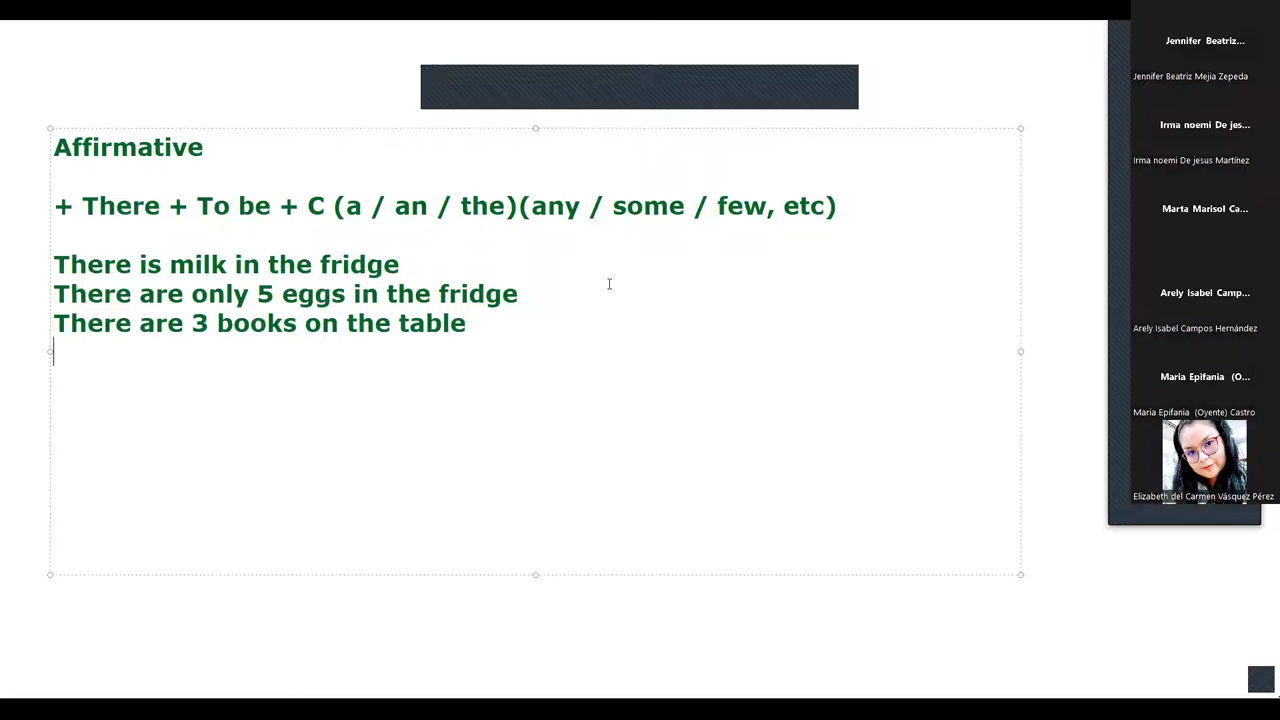 Affirmative
+ There + To be + C (a / an / the)(any / some / few, etc)
There is milk in the fridge
There are only 5 eggs in the fridge
There are 3 books on the table
Jennifer Beatriz...
Jennifer Beatriz Mejia Zepeda
Irma noemi De jes...
Irma noemi De jesus Martínez
Marta Marisol Ca...
Arely Isabel Camp...
Arely Isabel Campos Hernández
Maria Epifania (O...
Maria Epifania (Oyente) Castro
Elizabeth del Carmen Vásquez Pérez